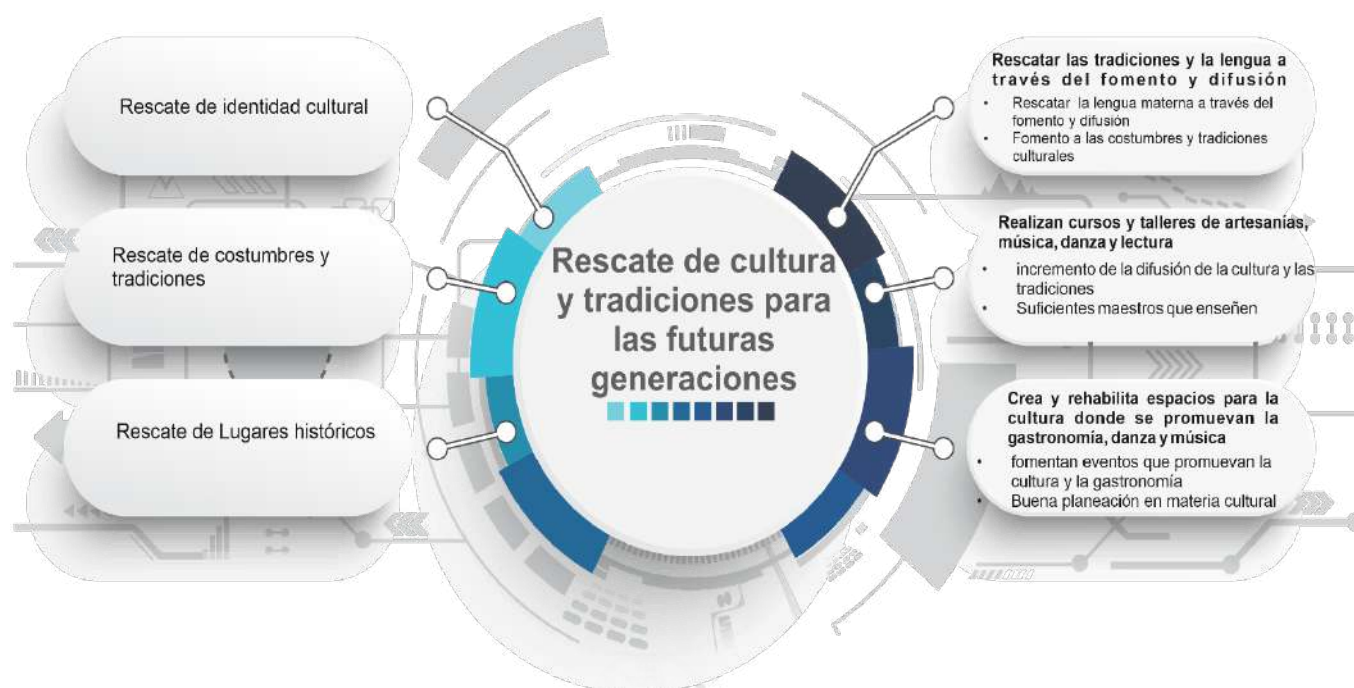 Rescate de identidad cultural
Rescate de costumbres y
tradiciones
Rescate de Lugares históricos
Rescate de cultura
y tradiciones para
las futuras
generaciones
Rescatar las tradiciones y la lengua a
través del fomento y difusión
• Rescatar la lengua materna a través del
fomento y difusión
• Fomento a las costumbres y tradiciones
culturales
Realizan cursos y talleres de artesanías,
música, danza y lectura
• incremento de la difusión de la cultura y las
tradiciones
• Suficientes maestros que enseñen
Crea y rehabilita espacios para la
cultura donde se promuevan la
gastronomía, danza y música
• fomentan eventos que promuevan la
cultura y la gastronomía
• Buena planeación en materia cultural